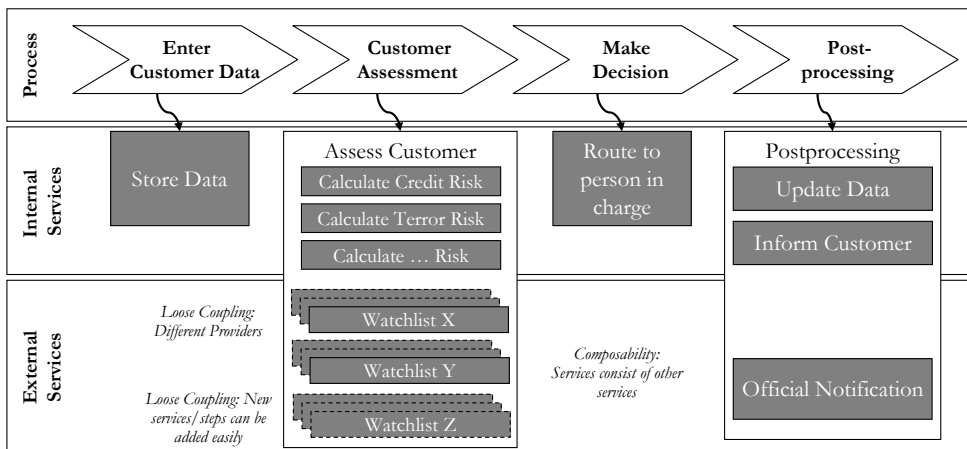 Process
Enter
Customer Data
Customer
Assessment
Make
Decision
Post-
processing
Internal
Services
Store Data
Assess Customer
Calculate Credit Risk
Calculate Terror Risk
Calculate … Risk
Route to
person in
charge
Postprocessing
Update Data
Inform Customer
External
Services
Loose Coupling:
Different Providers
Loose Coupling: New
services/steps can be
added easily
Watchlist X
Watchlist Y
Watchlist Z
Composability:
Services consist of other
services
Official Notification